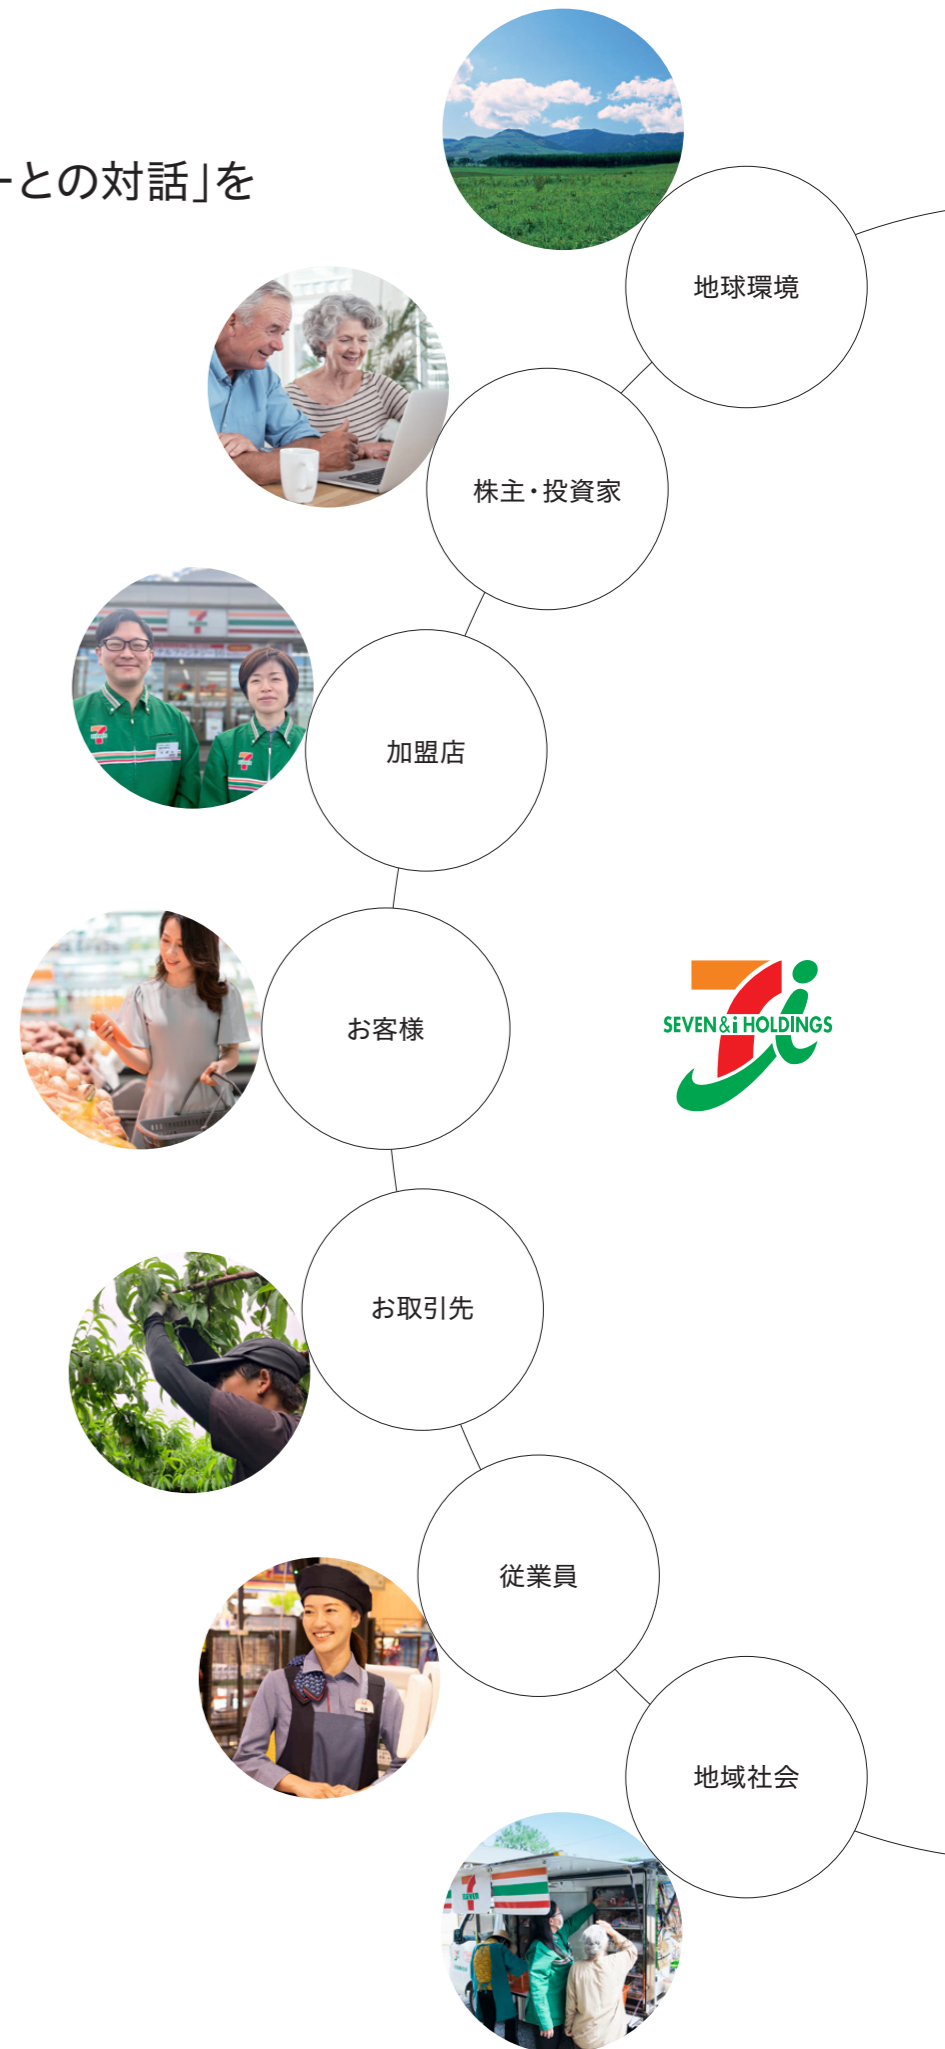 ーとの対話」を
地球環境
株主・投資家
加盟店
お客様
SEVEN&i HOLDINGS
お取引先
従業員
地域社会